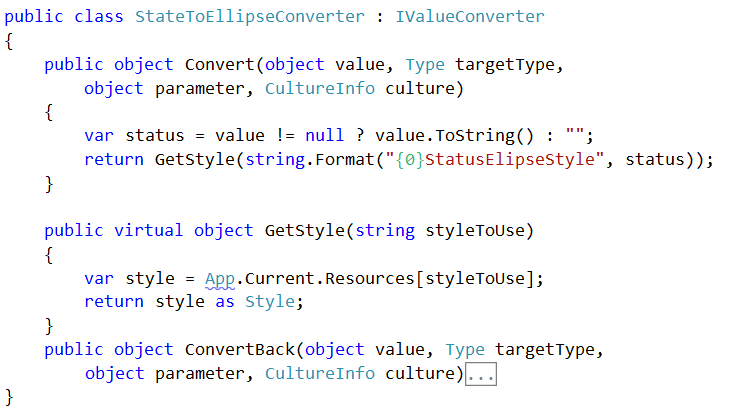 public class StateToEllipseConverter : IValueConverter
{
    public object Convert(object value, Type targetType,
        object parameter, CultureInfo culture)
    {
        var status = value != null ? value.ToString() : "";
        return GetStyle(string.Format("{0}StatusElipseStyle", status));
    }

    public virtual object GetStyle(string styleToUse)
    {
        var style = App.Current.Resources[styleToUse];
        return style as Style;
    }
    public object ConvertBack(object value, Type targetType,
        object parameter, CultureInfo culture)...
}